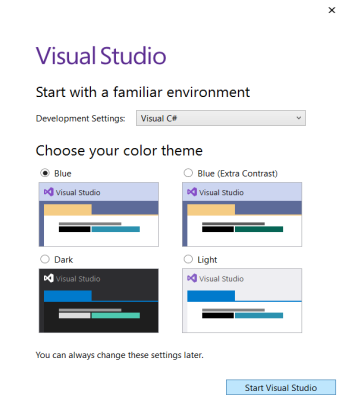 Visual Studio
Start with a familiar environment
Development Settings: Visual C#
Choose your color theme
Blue
Blue (Extra Contrast)
Visual Studio
Visual Studio
Dark
Light
Visual Studio
Visual Studio
You can always change these settings later.
Start Visual Studio